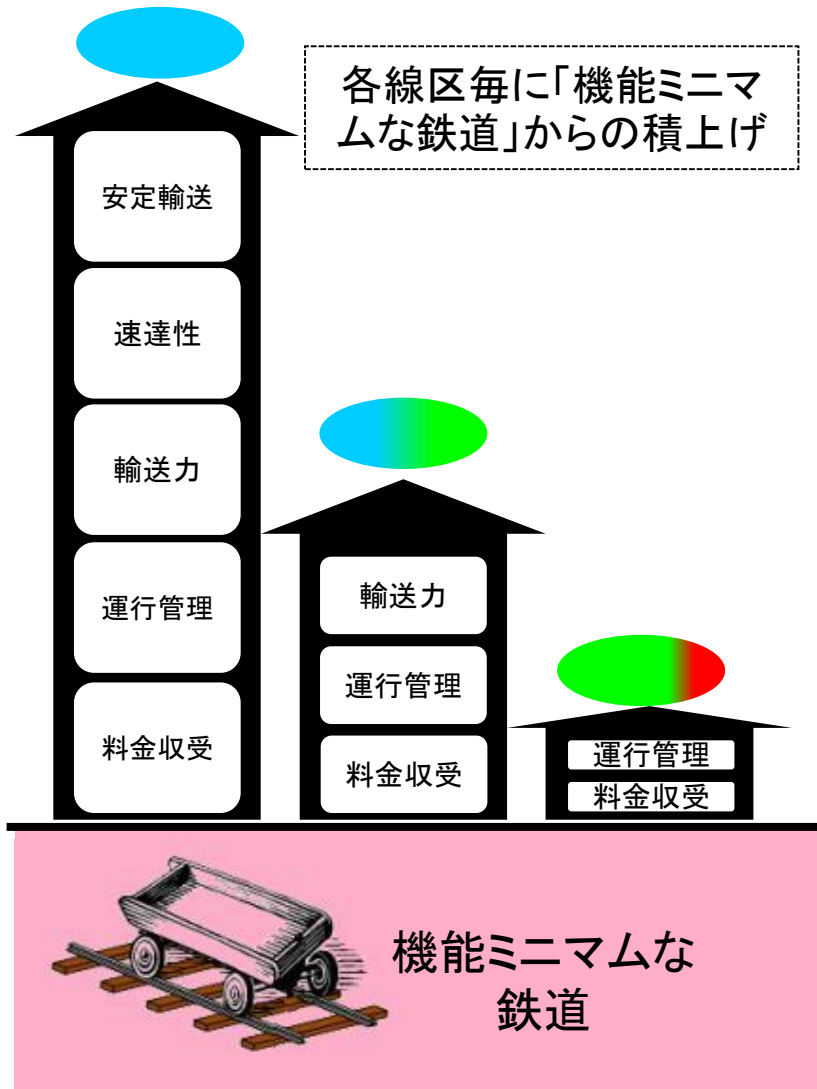 各線区毎に「機能ミニマ
ムな鉄道」からの積上げ
安定輸送
速達性
輸送力
運行管理
料金収受
輸送力
運行管理
料金収受
運行管理
料金収受
機能ミニマムな
鉄道